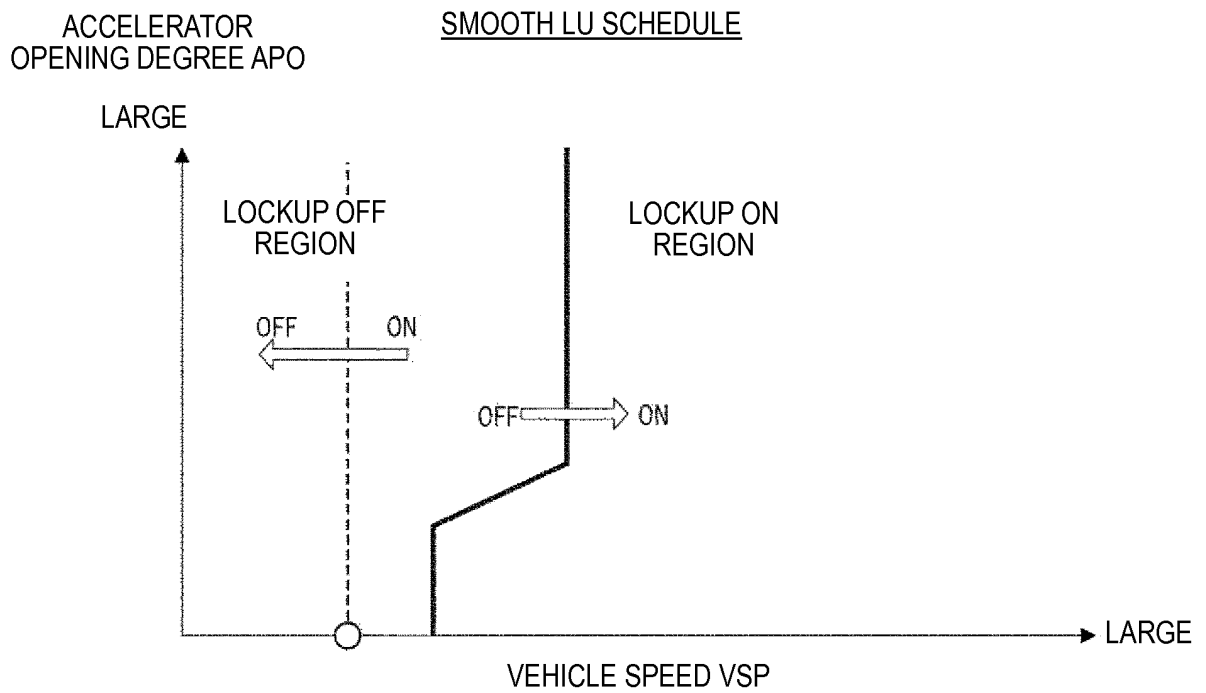 ACCELERATOR
OPENING DEGREE APO
SMOOTH LU SCHEDULE
LARGE
LOCKUP OFF
REGION
LOCKUP ON
REGION
OFF
ON
OFF
ON
LARGE
VEHICLE SPEED VSP